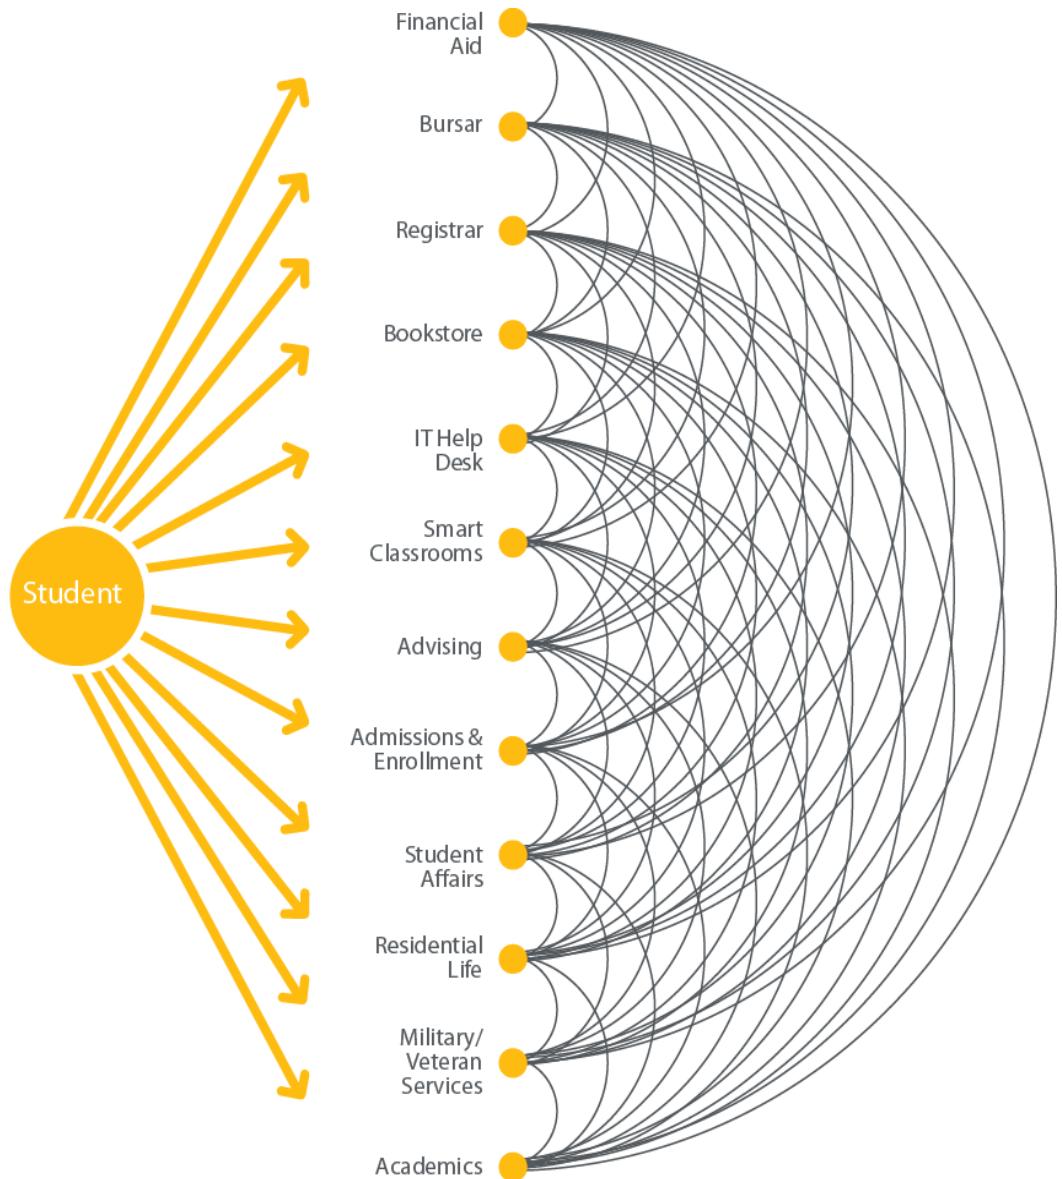 Financial
Aid
Bursar
Registrar
Bookstore
IT Help
Desk
Smart
Classrooms
Student
Advising
Admissions &
Enrollment
Student
Affairs
Residential
Life
Military/
Veteran
Services
Academics